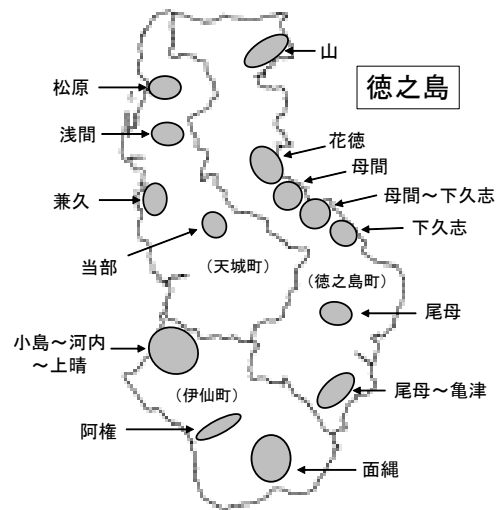 山
徳之島
松原
浅間
花徳
母間
兼久
母間～下久志
下久志
当部
（天城町）
（徳之島町）
尾母
小島～河内
～上晴
（伊仙町）
尾母～亀津
阿権
面縄